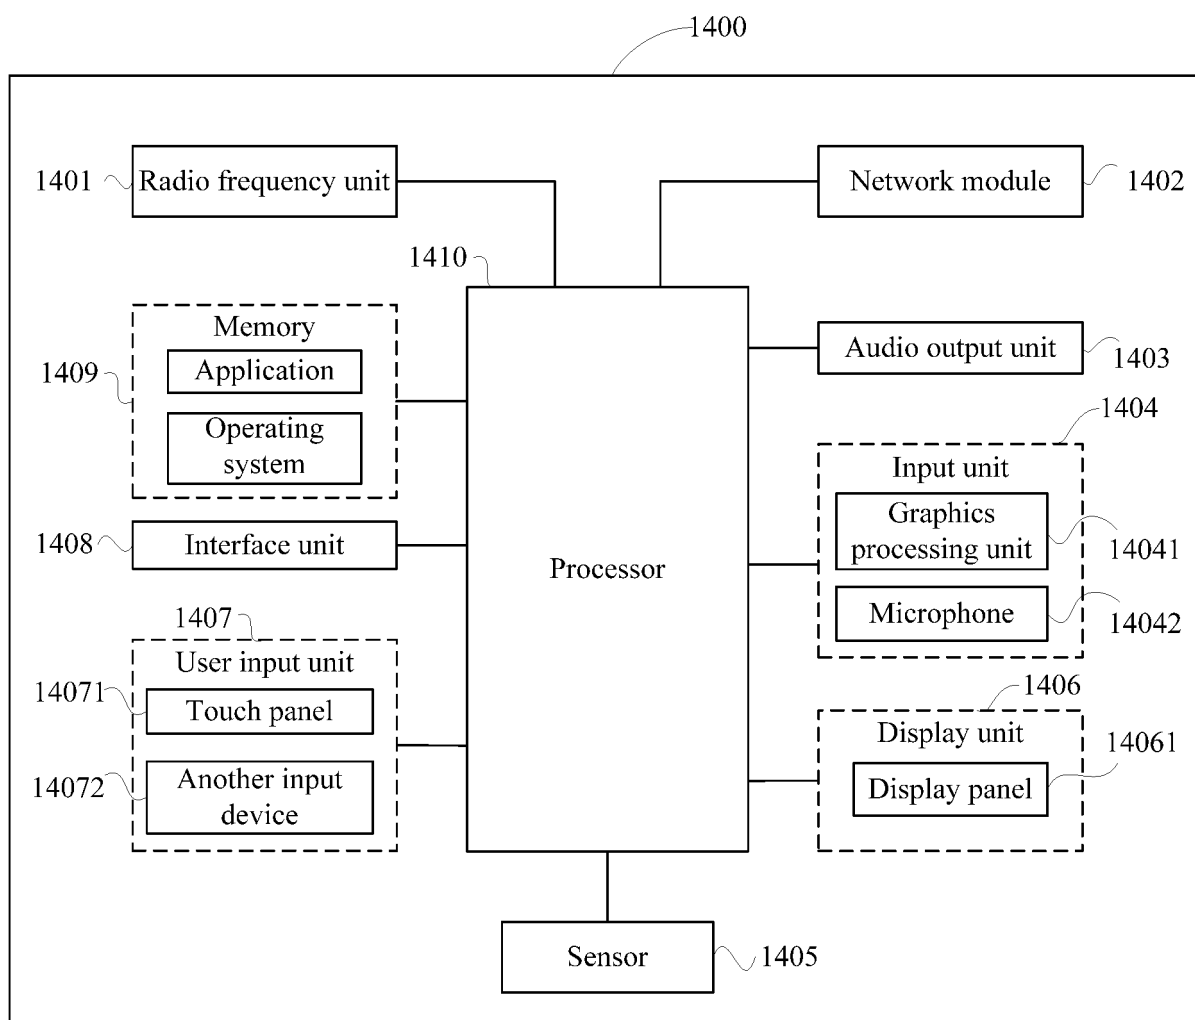 1400
1401
Radio frequency unit
Network module
1402
1410
Memory
Application
Operating
system
1409
Audio output unit
1403
1404
Input unit
Graphics
processing unit
14041
Microphone
14042
1408
Interface unit
Processor
1407
User input unit
14071
Touch panel
14072
Another input
device
1406
Display unit
14061
Display panel
Sensor
1405